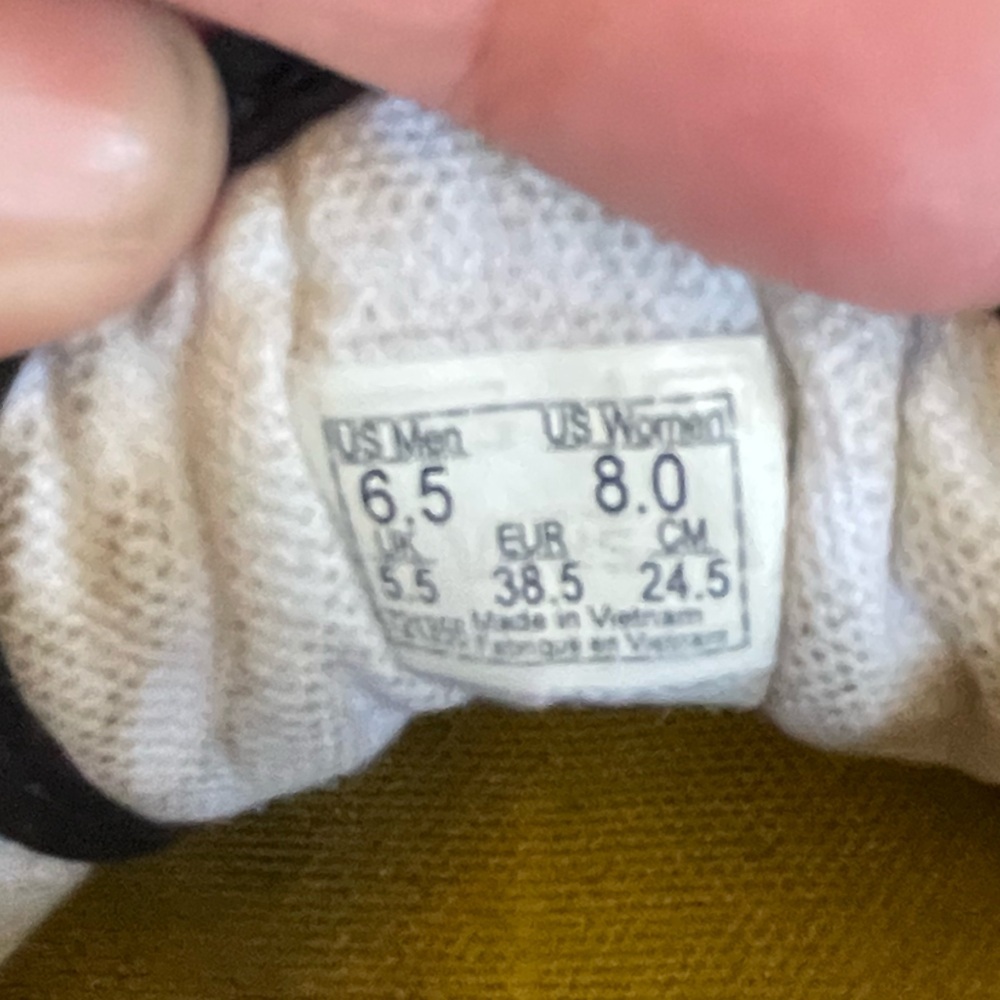 US Men US Women
6.5 8.0
UK EUR CM
5.5 38.5 24.5
Made in Vietnam
Fabriqué en Vietnam